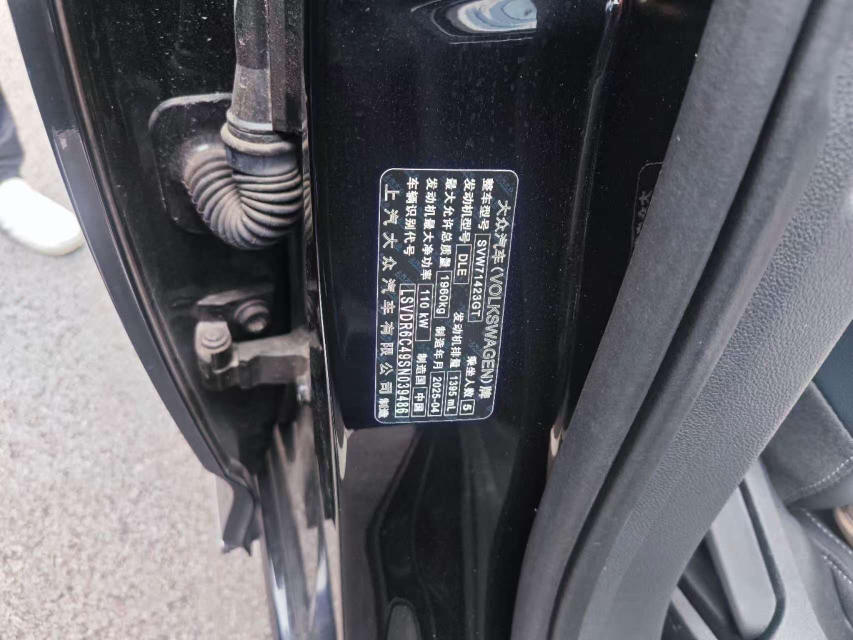 大众汽车(VOLKSWAGEN)牌
整车型号 SVW71423GT 乘坐人数 5
发动机型号 DLE 发动机排量 1395 mL
最大允许总质量 1960kg 制造年月 2025-04
发动机最大净功率 110 kW 制造国 中国
车辆识别代号 LSVDR6C49SN039486
上汽大众汽车有限公司 制造